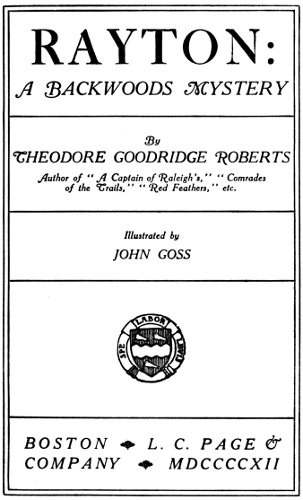 RAYTON:
A BACKWOODS MYSTERY
By
THEODORE GOODRIDGE ROBERTS
Author of “A Captain of Raleigh's,” “Comrades
of the Trails,” “Red Feathers,” etc.
Illustrated by
JOHN GOSS
SPE LABOR LEVIS
BOSTON L. C. PAGE &
COMPANY MDCCCCXII